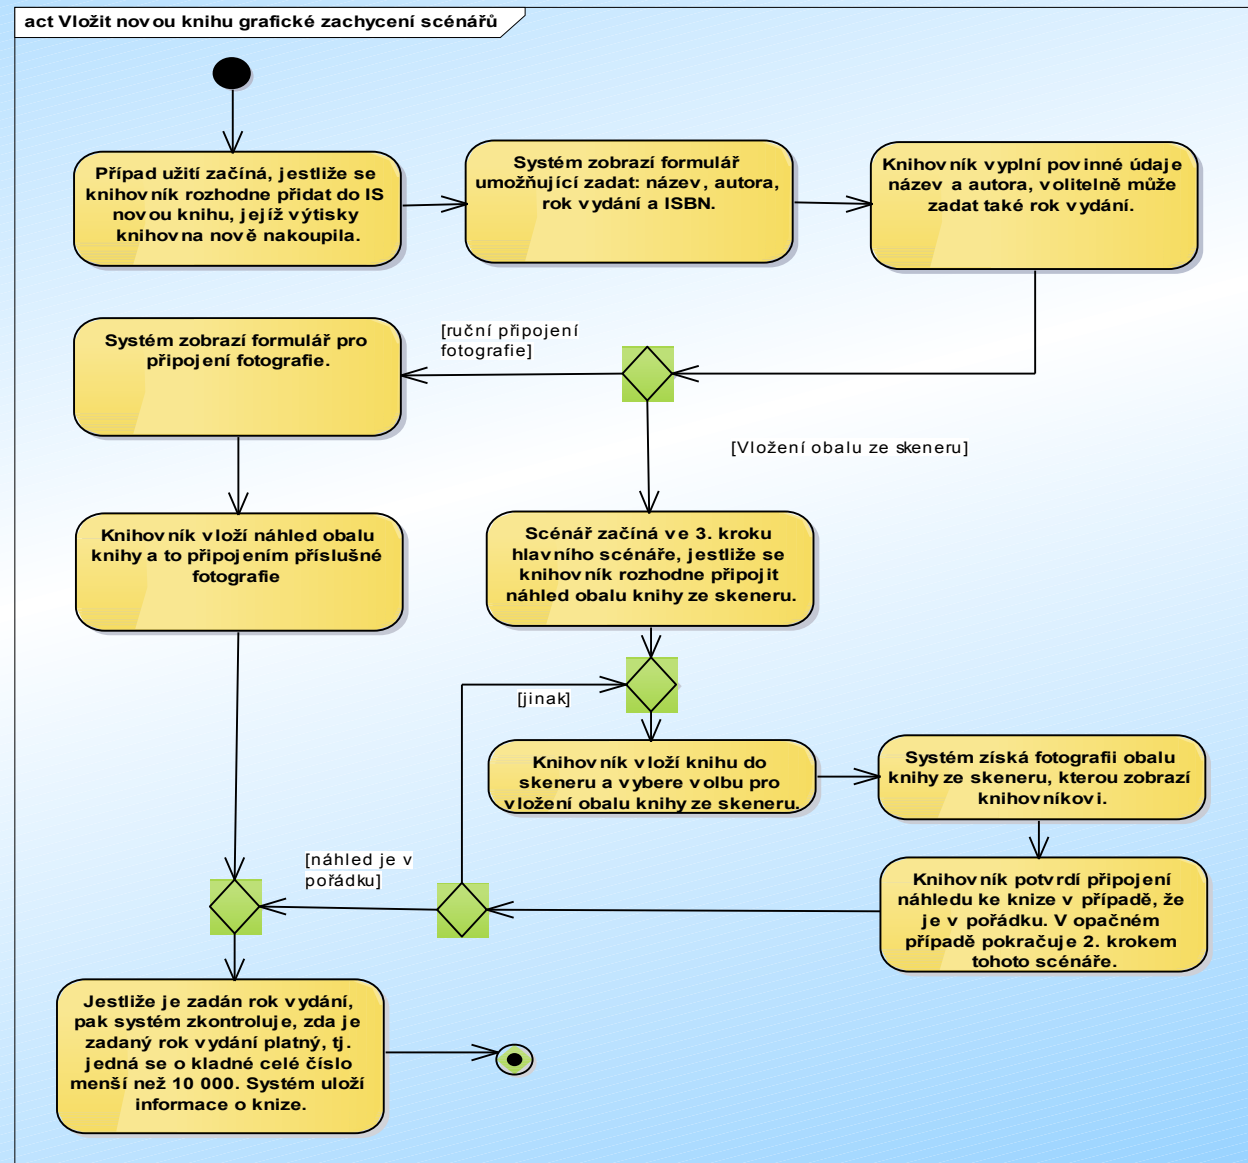 act Vložit novou knihu grafické zachycení scénářů
Případ užití začíná, jestliže se
knihovník rozhodne přidat do IS
novou knihu, jejíž výtisky
knihovna nově nakoupila.
Systém zobrazí formulář
umožňující zadat: název, autora,
rok vydání a ISBN.
Knihovník vyplní povinné údaje
název a autora, volitelně může
zadat také rok vydání.
[ruční připojení
fotografie]
Systém zobrazí formulář pro
připojení fotografie.
[Vložení obalu ze skeneru]
Knihovník vloží náhled obalu
knihy a to připojením příslušné
fotografie
Scénář začíná ve 3. kroku
hlavního scénáře, jestliže se
knihovník rozhodne připojit
náhled obalu knihy ze skeneru.
[jinak]
Knihovník vloží knihu do
skeneru a vybere volbu pro
vložení obalu knihy ze skeneru.
Systém získá fotografii obalu
knihy ze skeneru, kterou zobrazí
knihovníkovi.
[náhled je v
pořádku]
Knihovník potvrdí připojení
náhledu ke knize v případě, že
je v pořádku. V opačném
případě pokračuje 2. krokem
tohoto scénáře.
Jestliže je zadán rok vydání,
pak systém zkontroluje, zda je
zadaný rok vydání platný, tj.
jedná se o kladné celé číslo
menší než 10 000. Systém uloží
informace o knize.